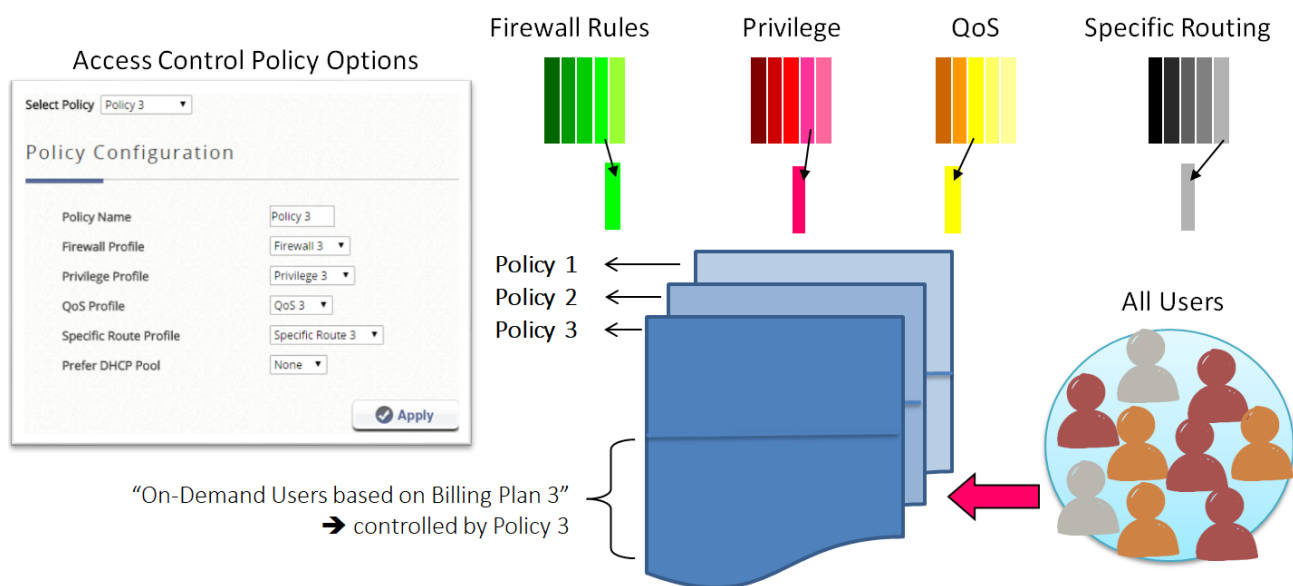 Access Control Policy Options
Select Policy Policy 3
Policy Configuration
Policy Name Policy 3
Firewall Profile Firewall 3
Privilege Profile Privilege 3
QoS Profile QoS 3
Specific Route Profile Specific Route 3
Prefer DHCP Pool None
Apply
Firewall Rules
Privilege
QoS
Specific Routing
Policy 1
Policy 2
Policy 3
All Users
“On-Demand Users based on Billing Plan 3”
➔ controlled by Policy 3